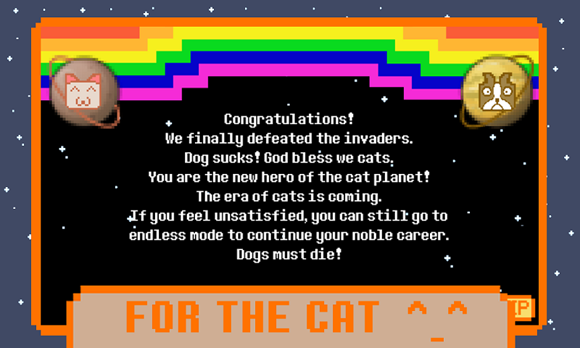 Congratulations!
We finally defeated the invaders.
Dog sucks! God bless we cats.
You are the new hero of the cat planet!
The era of cats is coming.
If you feel unsatisfied, you can still go to
endless mode to continue your noble career.
Dogs must die!
FOR THE CAT ^_^